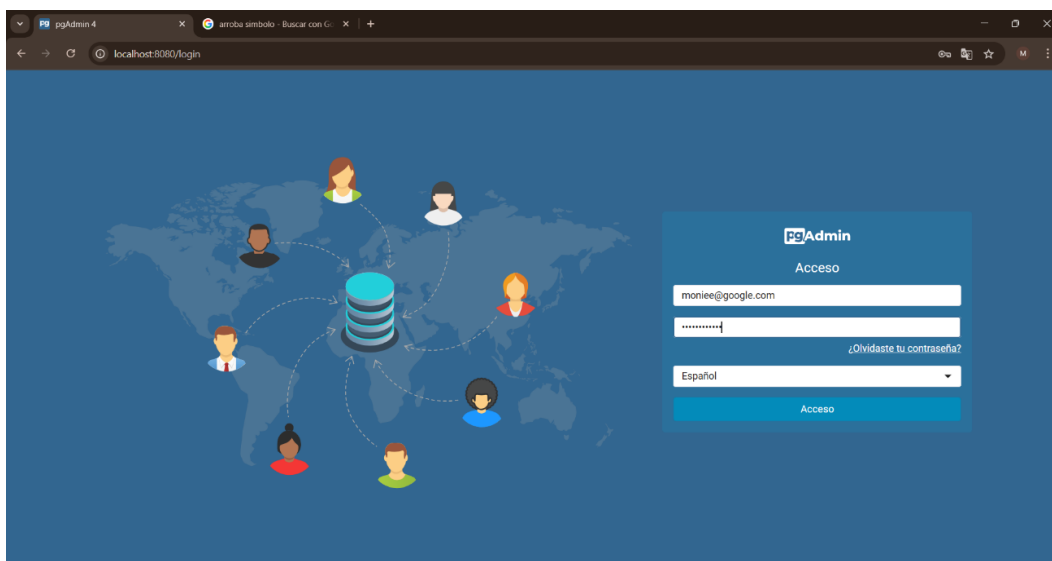 pgAdmin 4
arroba simbolo - Buscar con Go
localhost:8080/login
M
pgAdmin
Acceso
moniee@google.com
¿Olvidaste tu contraseña?
Español
Acceso